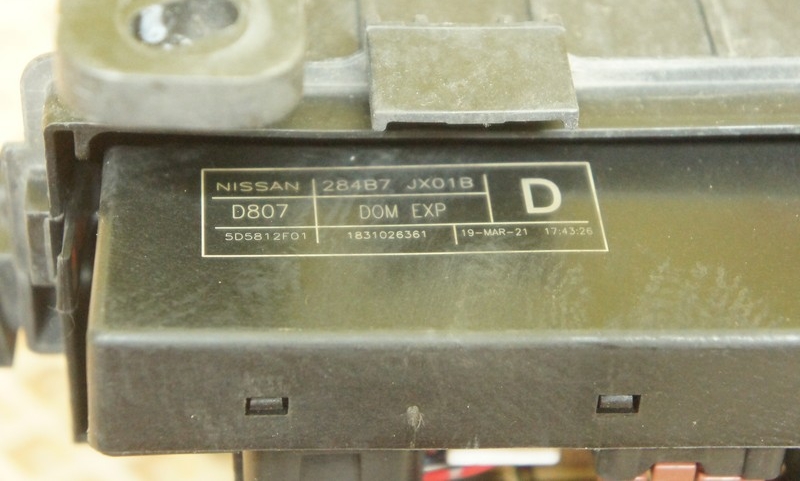 NISSAN 284B7 JX01B D
D807 DOM EXP
5D5812F01 1831026361 19-MAR-21 17:43:26